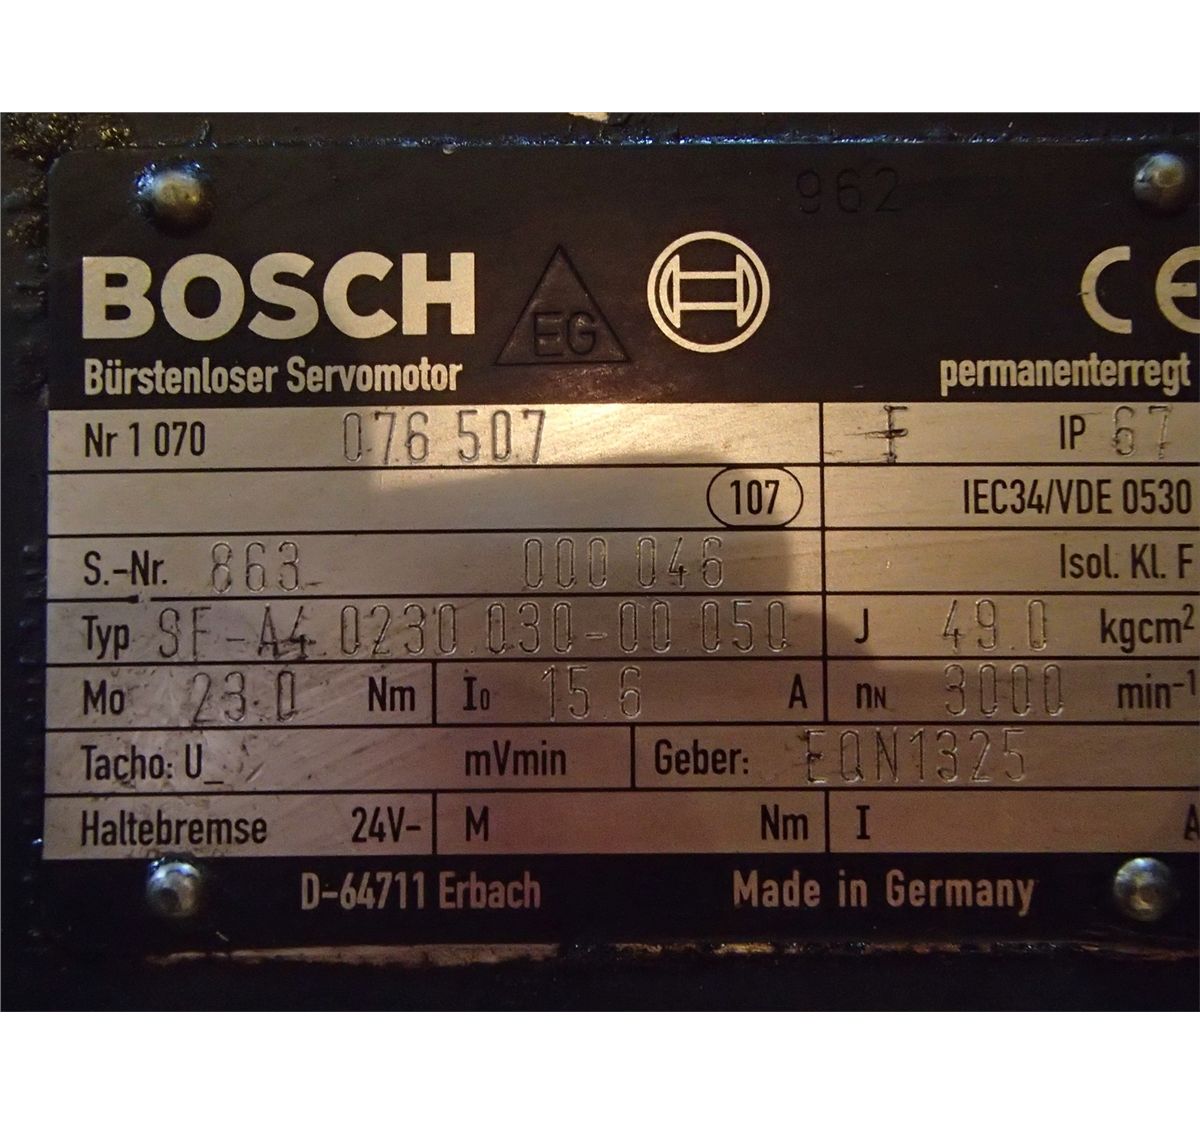 962
BOSCH EG CE
Bürstenloser Servomotor permanenterregt
Nr 1 070 076 507 IP 67
107 IEC34/VDE 0530
S.-Nr. 863 000 046 Isol. Kl. F
Typ SF-A4.0230.030-00.050 J 49.0 kgcm²
Mo 23.0 Nm I₀ 15.6 A nN 3000 min⁻¹
Tacho: U_ mVmin Geber: EQN1325
Haltebremse 24V- M Nm I A
D-64711 Erbach Made in Germany